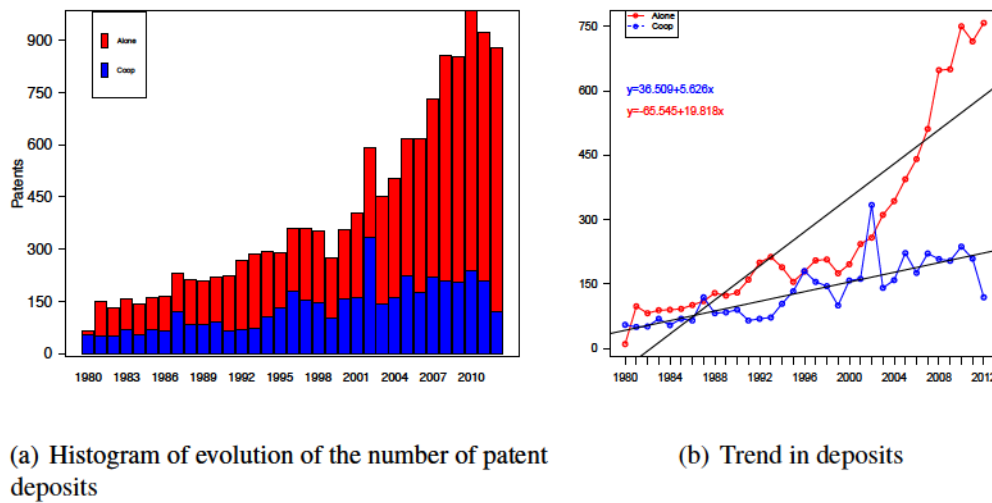 Alone
Coop
Patents
900
750
600
450
300
150
0
1980 1983 1986 1989 1992 1995 1998 2001 2004 2007 2010
Alone
Coop
y=36.509+5.626x
y=-65.545+19.818x
750
600
450
300
150
0
1980 1984 1988 1992 1996 2000 2004 2008 2012
(a) Histogram of evolution of the number of patent
deposits
(b) Trend in deposits